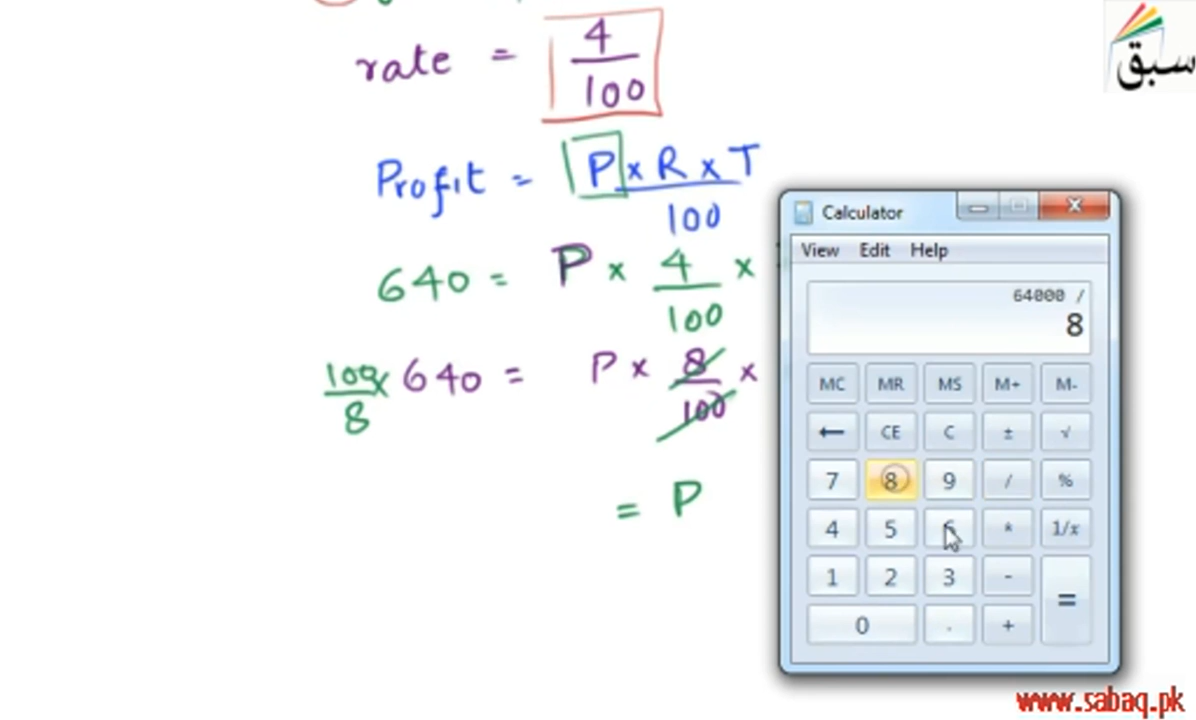 rate = 4/100
سبق
Profit = P × R × T / 100
640 = P × 4/100 ×
100/8 × 640 = P × 8/100 ×
= P
Calculator
View Edit Help
64000 /
8
MC MR MS M+ M-
← CE C ± √
7 8 9 / %
4 5 6 * 1/x
1 2 3 - =
0 . +
www.sabaq.pk